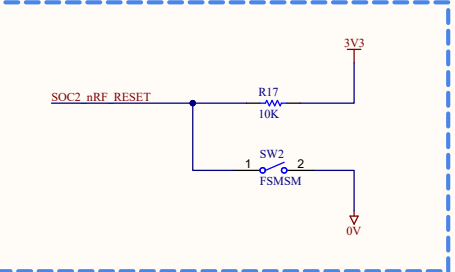 3V3
R17
SOC2_nRF_RESET
10K
SW2
1
2
FSMSM
0V